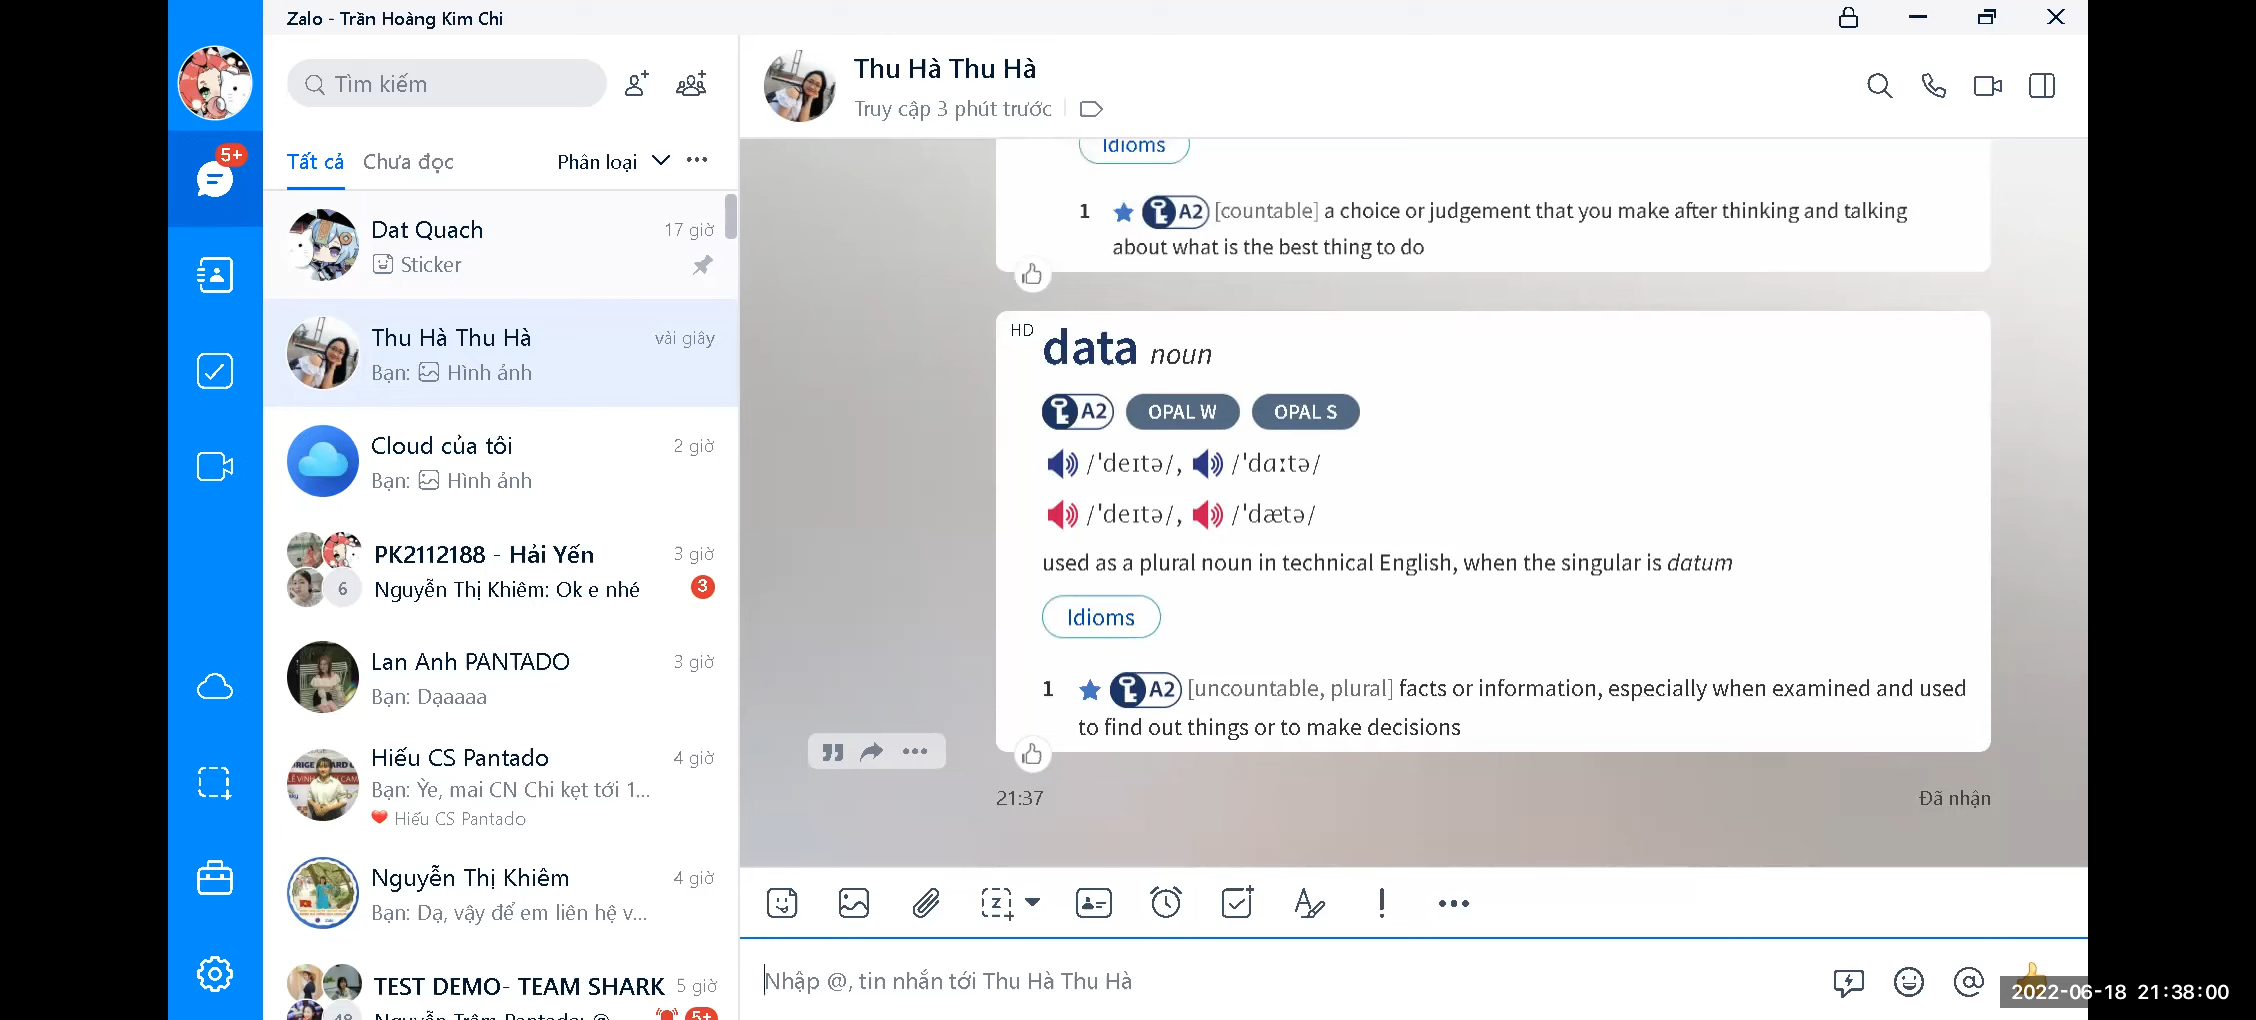 Zalo - Trần Hoàng Kim Chi
Tìm kiếm
5+
Tất cả Chưa đọc Phân loại
Dat Quach 17 giờ
Sticker
Thu Hà Thu Hà vài giây
Bạn: Hình ảnh
Cloud của tôi 2 giờ
Bạn: Hình ảnh
PK2112188 - Hải Yến 3 giờ
6 Nguyễn Thị Khiêm: Ok e nhé 3
Lan Anh PANTADO 3 giờ
Bạn: Dạaaaa
Hiếu CS Pantado 4 giờ
Bạn: Ỳe, mai CN Chi kẹt tới 1...
Hiếu CS Pantado
Nguyễn Thị Khiêm 4 giờ
Bạn: Dạ, vậy để em liên hệ v...
TEST DEMO- TEAM SHARK 5 giờ
48 Nguyễn Trâm Pantado: @ 5+
Thu Hà Thu Hà
Truy cập 3 phút trước
Idioms
1 A2 [countable] a choice or judgement that you make after thinking and talking
about what is the best thing to do
HD
data noun
A2 OPAL W OPAL S
/ˈdeɪtə/, /ˈdɑːtə/
/ˈdeɪtə/, /ˈdætə/
used as a plural noun in technical English, when the singular is datum
Idioms
1 A2 [uncountable, plural] facts or information, especially when examined and used
to find out things or to make decisions
21:37 Đã nhận
Nhập @, tin nhắn tới Thu Hà Thu Hà
2022-06-18 21:38:00